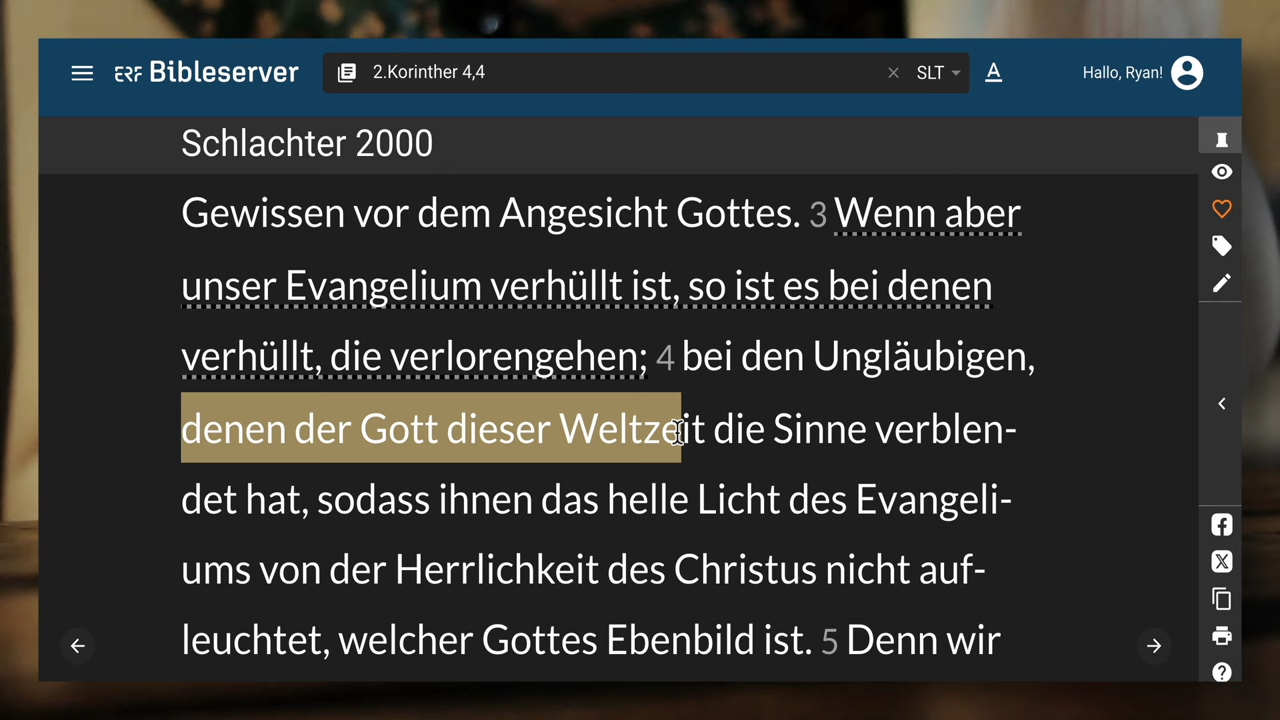 ERF Bibleserver
2.Korinther 4,4
SLT
A
Hallo, Ryan!
Schlachter 2000
Gewissen vor dem Angesicht Gottes. 3 Wenn aber
unser Evangelium verhüllt ist, so ist es bei denen
verhüllt, die verlorengehen; 4 bei den Ungläubigen,
denen der Gott dieser Weltzeit die Sinne verblen-
det hat, sodass ihnen das helle Licht des Evangeli-
ums von der Herrlichkeit des Christus nicht auf-
leuchtet, welcher Gottes Ebenbild ist. 5 Denn wir